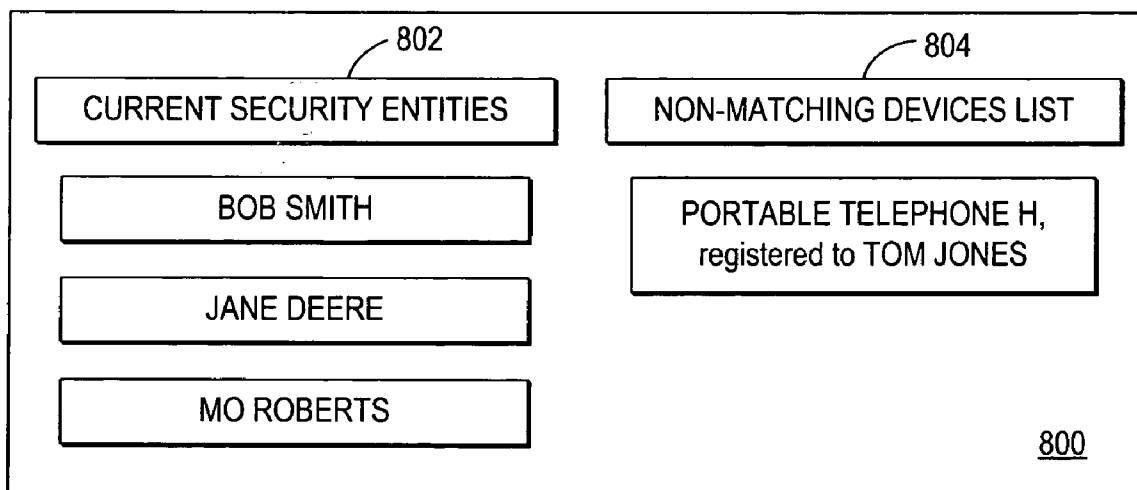 802
804
CURRENT SECURITY ENTITIES
NON-MATCHING DEVICES LIST
BOB SMITH
PORTABLE TELEPHONE H,
registered to TOM JONES
JANE DEERE
MO ROBERTS
800